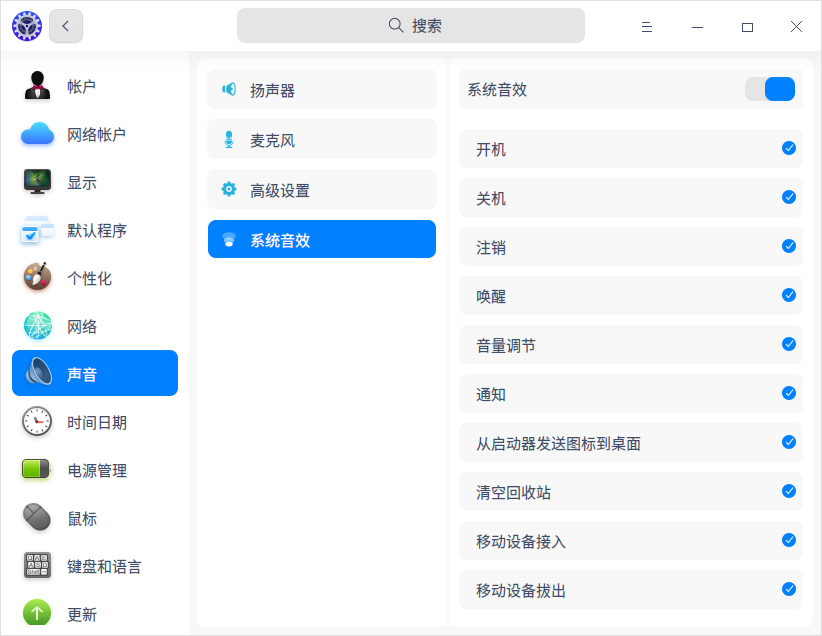 搜索
帐户
网络帐户
显示
默认程序
个性化
网络
声音
时间日期
电源管理
鼠标
键盘和语言
更新
扬声器
麦克风
高级设置
系统音效
系统音效
开机
关机
注销
唤醒
音量调节
通知
从启动器发送图标到桌面
清空回收站
移动设备接入
移动设备拔出